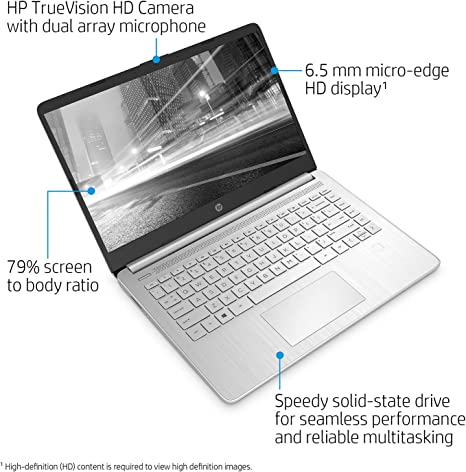 HP TrueVision HD Camera
with dual array microphone
6.5 mm micro-edge
HD display¹
79% screen
to body ratio
hp
Speedy solid-state drive
for seamless performance
and reliable multitasking
¹ High-definition (HD) content is required to view high definition images.